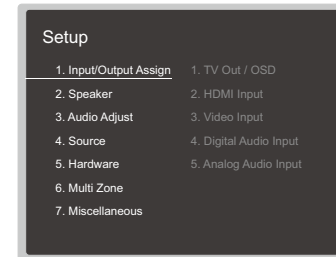 Setup
1. Input/Output Assign
2. Speaker
3. Audio Adjust
4. Source
5. Hardware
6. Multi Zone
7. Miscellaneous
1. TV Out / OSD
2. HDMI Input
3. Video Input
4. Digital Audio Input
5. Analog Audio Input